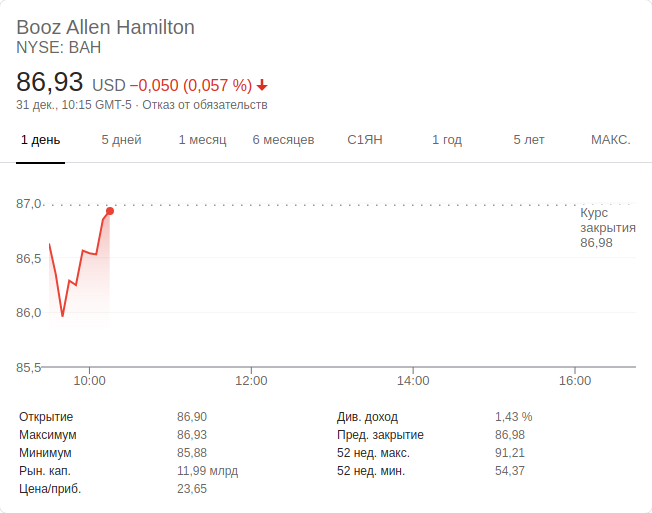 Booz Allen Hamilton
NYSE: BAH
86,93 USD −0,050 (0,057 %)
31 дек., 10:15 GMT-5 · Отказ от обязательств
1 день 5 дней 1 месяц 6 месяцев С1ЯН 1 год 5 лет МАКС.
87,0
Курс
закрытия
86,98
86,5
86,0
85,5
10:00 12:00 14:00 16:00
Открытие 86,90 Див. доход 1,43 %
Максимум 86,93 Пред. закрытие 86,98
Минимум 85,88 52 нед. макс. 91,21
Рын. кап. 11,99 млрд 52 нед. мин. 54,37
Цена/приб. 23,65